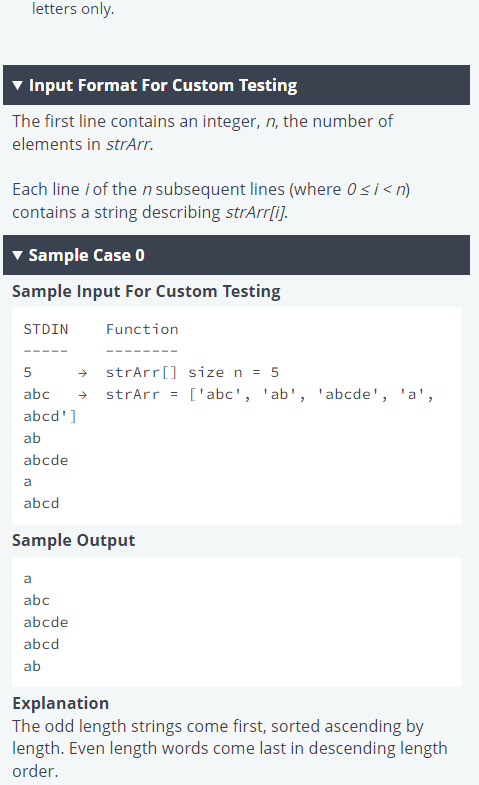 letters only.
▼ Input Format For Custom Testing
The first line contains an integer, n, the number of
elements in strArr.
Each line i of the n subsequent lines (where 0 ≤ i < n)
contains a string describing strArr[i].
▼ Sample Case 0
Sample Input For Custom Testing
STDIN    Function
-----    --------
5     →  strArr[] size n = 5
abc   →  strArr = ['abc', 'ab', 'abcde', 'a',
abcd']
ab
abcde
a
abcd
Sample Output
a
abc
abcde
abcd
ab
Explanation
The odd length strings come first, sorted ascending by
length. Even length words come last in descending length
order.